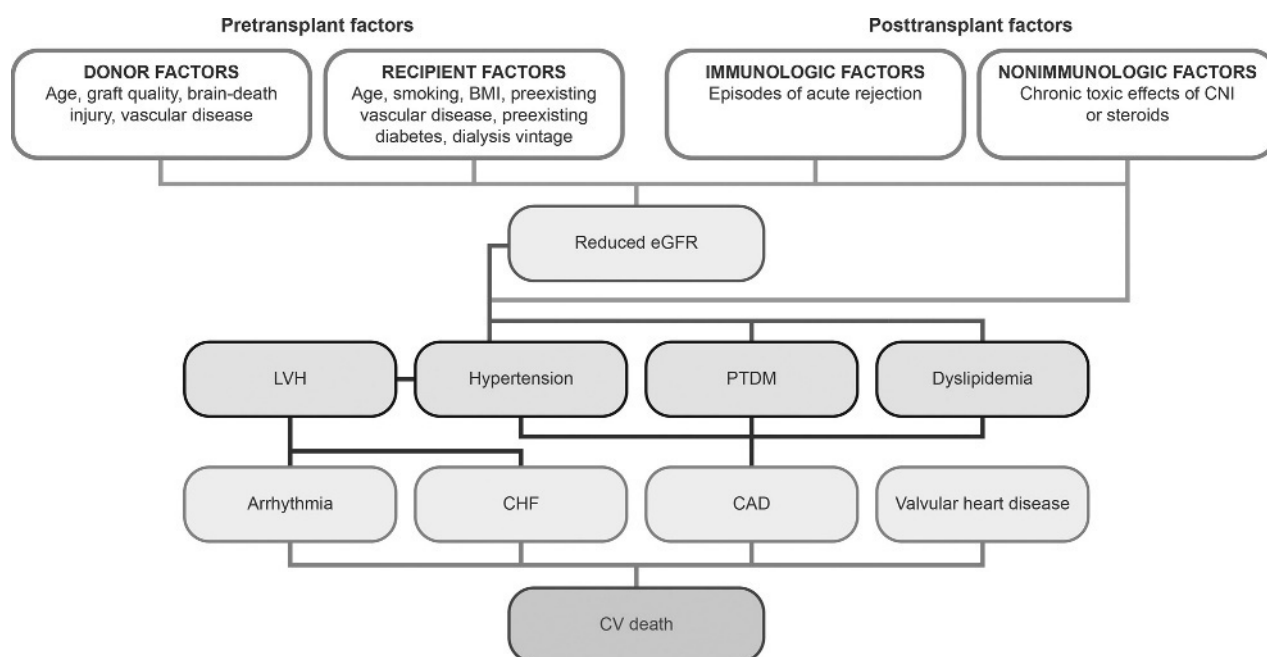 Pretransplant factors
Posttransplant factors
DONOR FACTORS
Age, graft quality, brain-death
injury, vascular disease
RECIPIENT FACTORS
Age, smoking, BMI, preexisting
vascular disease, preexisting
diabetes, dialysis vintage
IMMUNOLOGIC FACTORS
Episodes of acute rejection
NONIMMUNOLOGIC FACTORS
Chronic toxic effects of CNI
or steroids
Reduced eGFR
LVH
Hypertension
PTDM
Dyslipidemia
Arrhythmia
CHF
CAD
Valvular heart disease
CV death